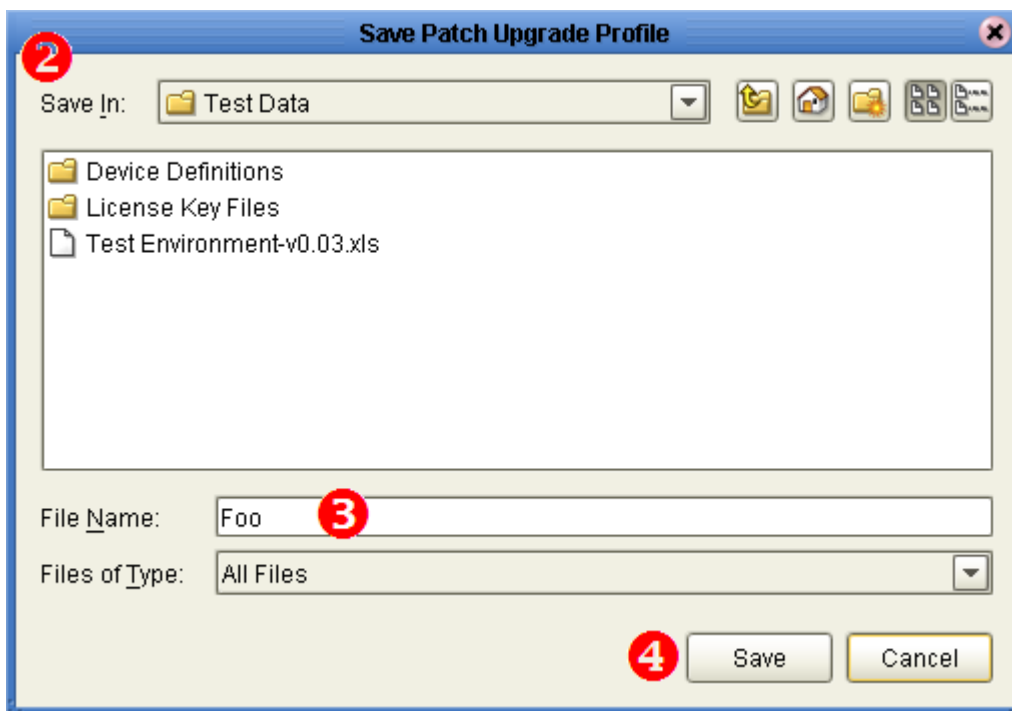 Save Patch Upgrade Profile
2
Save In: Test Data
Device Definitions
License Key Files
Test Environment-v0.03.xls
File Name: Foo 3
Files of Type: All Files
4 Save Cancel